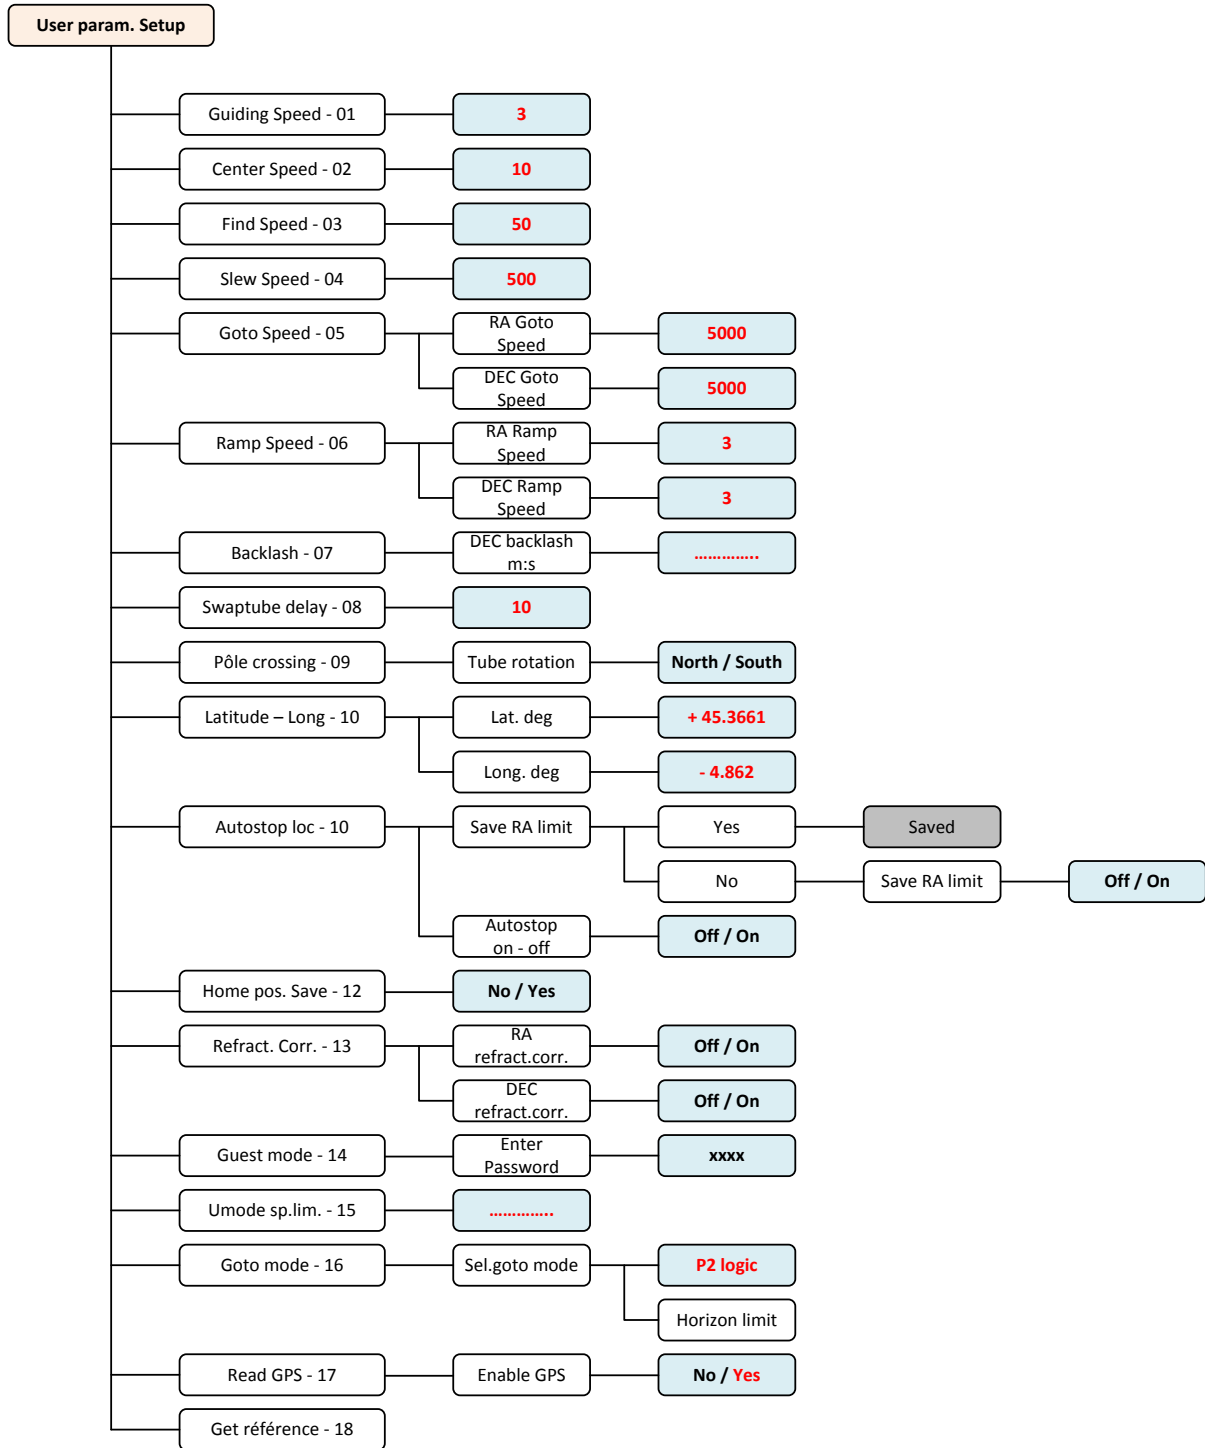 User param. Setup
Guiding Speed - 01
3
Center Speed - 02
10
Find Speed - 03
50
Slew Speed - 04
500
Goto Speed - 05
RA Goto
Speed
5000
DEC Goto
Speed
5000
Ramp Speed - 06
RA Ramp
Speed
3
DEC Ramp
Speed
3
Backlash - 07
DEC backlash
m:s
…………..
Swaptube delay - 08
10
Pôle crossing - 09
Tube rotation
North / South
Latitude – Long - 10
Lat. deg
+ 45.3661
Long. deg
- 4.862
Autostop loc - 10
Save RA limit
Yes
Saved
No
Save RA limit
Off / On
Autostop
on - off
Off / On
Home pos. Save - 12
No / Yes
Refract. Corr. - 13
RA
refract.corr.
Off / On
DEC
refract.corr.
Off / On
Guest mode - 14
Enter
Password
xxxx
Umode sp.lim. - 15
…………..
Goto mode - 16
Sel.goto mode
P2 logic
Horizon limit
Read GPS - 17
Enable GPS
No / Yes
Get référence - 18